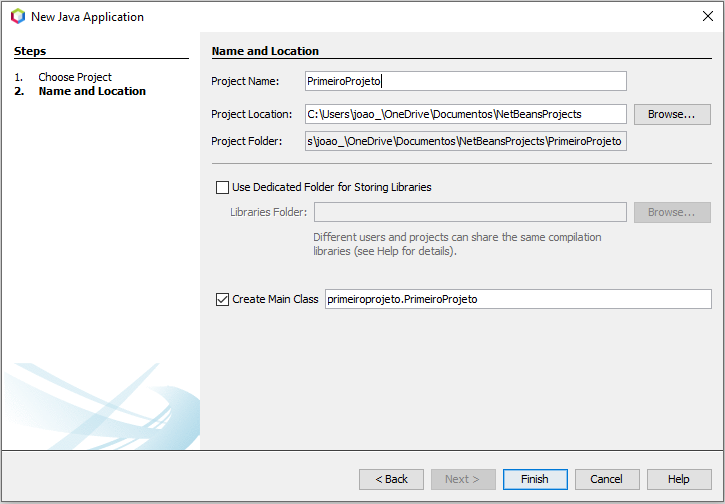 New Java Application
Steps
1. Choose Project
2. Name and Location
Name and Location
Project Name: PrimeiroProjeto
Project Location: C:\Users\joao_\OneDrive\Documentos\NetBeansProjects Browse...
Project Folder: s\joao_\OneDrive\Documentos\NetBeansProjects\PrimeiroProjeto
Use Dedicated Folder for Storing Libraries
Libraries Folder: Browse...
Different users and projects can share the same compilation
libraries (see Help for details).
Create Main Class primeiroprojeto.PrimeiroProjeto
< Back Next > Finish Cancel Help